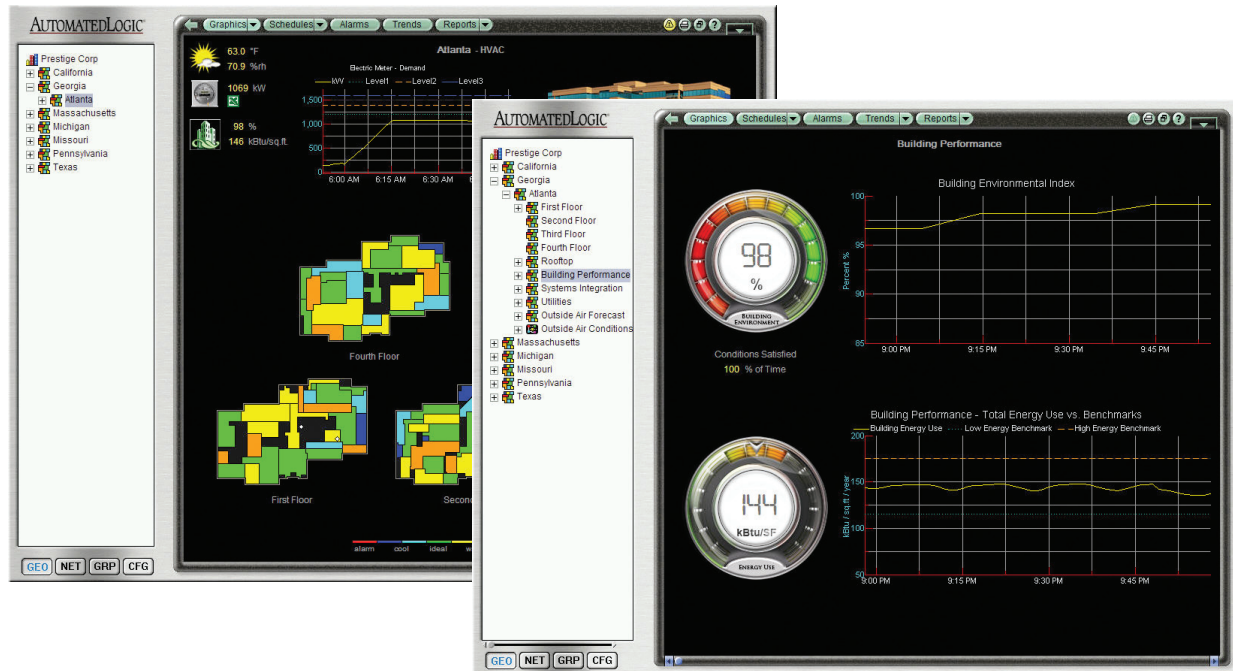 AUTOMATEDLOGIC®
Prestige Corp
California
Georgia
Atlanta
Massachusetts
Michigan
Missouri
Pennsylvania
Texas
GEO NET GRP CFG
Graphics Schedules Alarms Trends Reports ?
63.0 °F
70.9 %rh
1069 kW
98 %
146 kBtu/sq.ft.
Atlanta - HVAC
Electric Meter - Demand
kW Level1 Level2 Level3
1,500
1,000
500
0
6:00 AM 6:15 AM 6:30 AM
Fourth Floor
First Floor
alarm cool ideal
AUTOMATEDLOGIC®
Prestige Corp
California
Georgia
Atlanta
First Floor
Second Floor
Third Floor
Fourth Floor
Rooftop
Building Performance
Systems Integration
Utilities
Outside Air Forecast
Outside Air Conditions
Massachusetts
Michigan
Missouri
Pennsylvania
Texas
GEO NET GRP CFG
Graphics Schedules Alarms Trends Reports ?
Building Performance
98
%
BUILDING
ENVIRONMENT
Conditions Satisfied
100 % of Time
Building Environmental Index
Percent %
100
95
90
85
9:00 PM 9:15 PM 9:30 PM 9:45 PM
144
kBtu/SF
ENERGY USE
Building Performance - Total Energy Use vs. Benchmarks
Building Energy Use Low Energy Benchmark High Energy Benchmark
kBtu / sq.ft / year
200
150
100
50
9:00 PM 9:15 PM 9:30 PM 9:45 PM